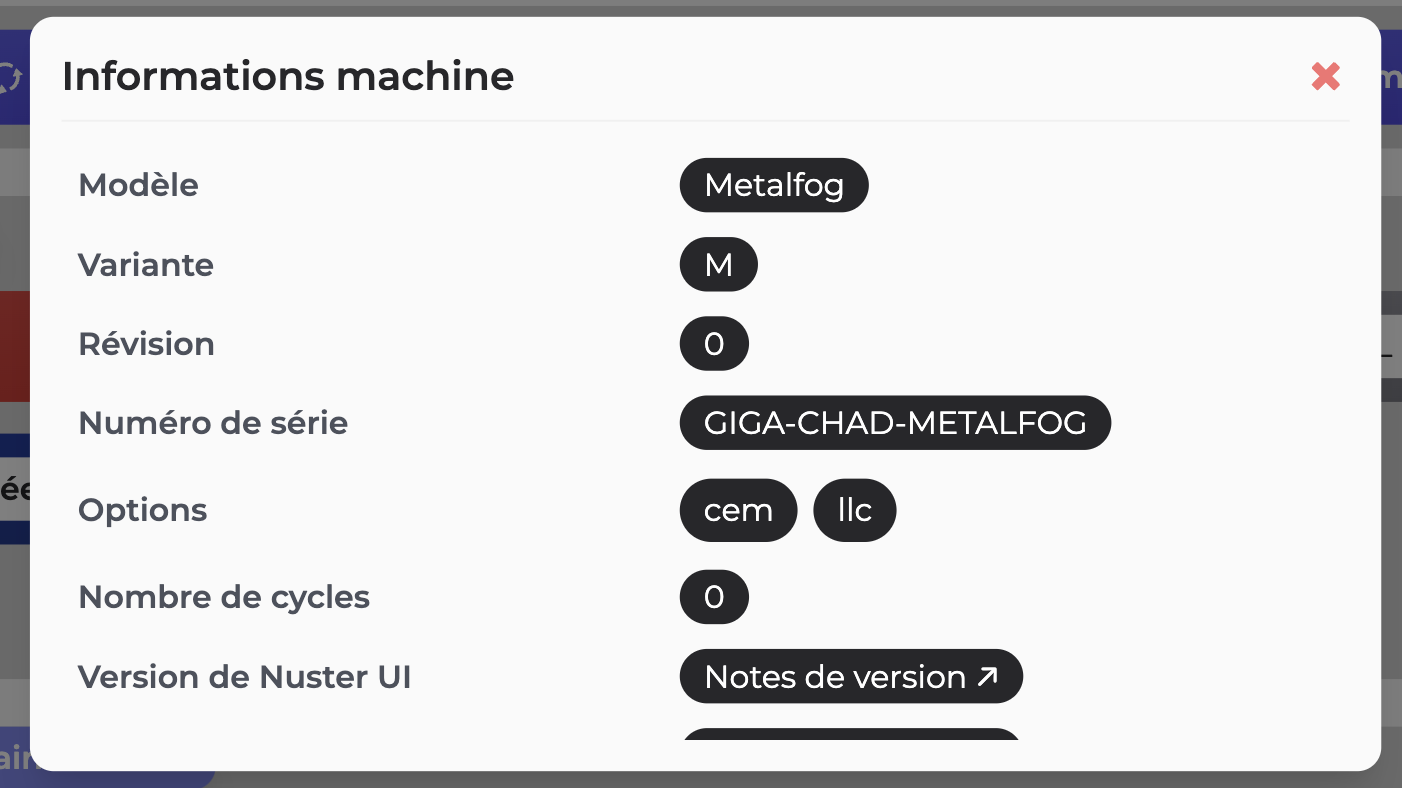 Informations machine
Modèle Metalfog
Variante M
Révision 0
Numéro de série GIGA-CHAD-METALFOG
Options cem llc
Nombre de cycles 0
Version de Nuster UI Notes de version ↗